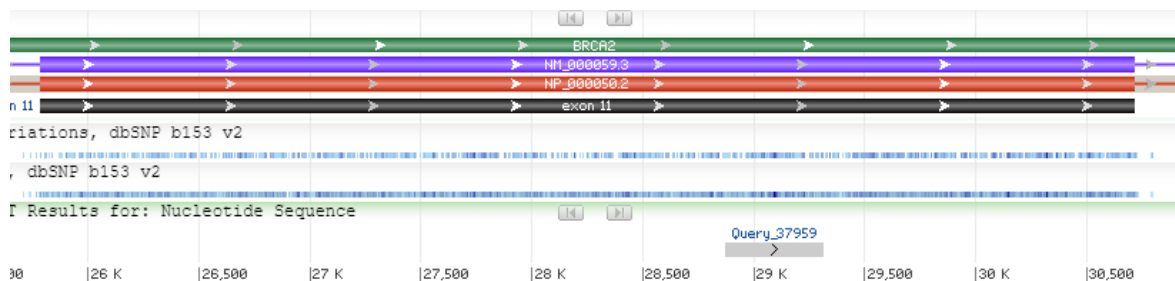 BRCA2
NM_000059.3
NP_000050.2
n 11 exon 11
riations, dbSNP b153 v2
, dbSNP b153 v2
T Results for: Nucleotide Sequence
Query_37959
00 |26 K |26,500 |27 K |27,500 |28 K |28,500 |29 K |29,500 |30 K |30,500